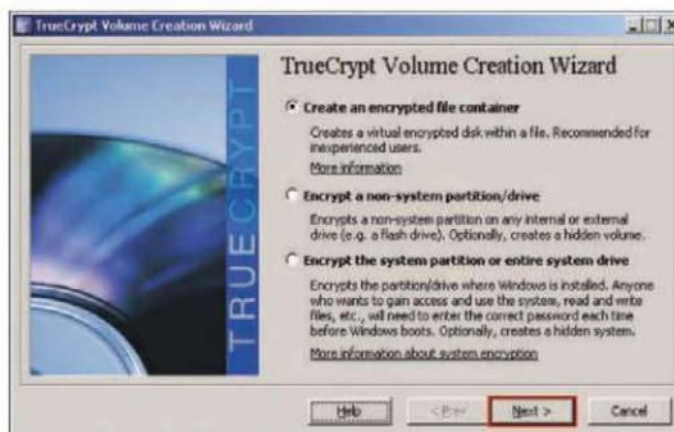 TrueCrypt Volume Creation Wizard
TRUECRYPT
TrueCrypt Volume Creation Wizard
Create an encrypted file container
Creates a virtual encrypted disk within a file. Recommended for
inexperienced users.
More information
Encrypt a non-system partition/drive
Encrypts a non-system partition on any internal or external
drive (e.g. a flash drive). Optionally, creates a hidden volume.
Encrypt the system partition or entire system drive
Encrypts the partition/drive where Windows is installed. Anyone
who wants to gain access and use the system, read and write
files, etc., will need to enter the correct password each time
before Windows boots. Optionally, creates a hidden system.
More information about system encryption
Help
< Prev
Next >
Cancel